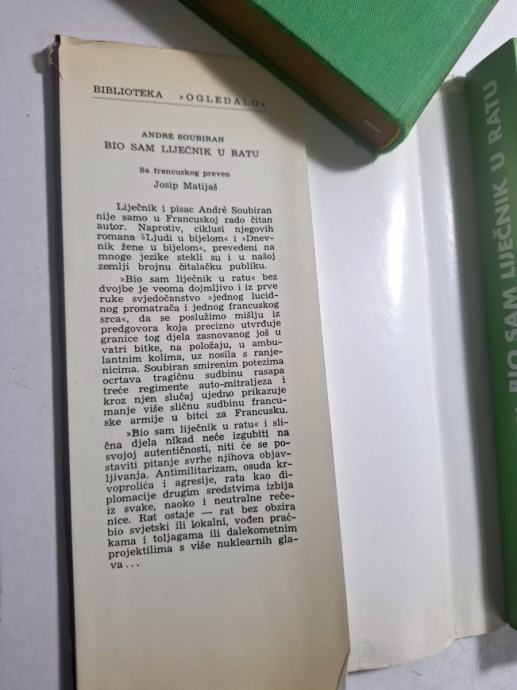 BIBLIOTEKA »OGLEDALO«
ANDRÉ SOUBIRAN
BIO SAM LIJEČNIK U RATU
Sa francuskog preveo
Josip Matijaš
Liječnik i pisac André Soubiran
nije samo u Francuskoj rado čitan
autor. Naprotiv, ciklusi njegovih
romana »Ljudi u bijelom« i »Dnev-
nik žene u bijelom«, prevedeni na
mnoge jezike stekli su i u našoj
zemlji brojnu čitalačku publiku.
»Bio sam liječnik u ratu« bez
dvojbe je veoma dojmljivo i iz prve
ruke svjedočanstvo »jednog lucid-
nog promatrača i jednog francuskog
srca«, da se poslužimo mišlju iz
predgovora koja precizno utvrđuje
granice tog djela zasnovanog još u
vatri bitke, na položaju, u ambu-
lantnim kolima, uz nosila s ranje-
nicima. Soubiran smirenim potezima
ocrtava tragičnu sudbinu rasapa
treće regimente auto-mitraljeza i
kroz njen slučaj ujedno prikazuje
manje više sličnu sudbinu francu-
ske armije u bitci za Francusku.
»Bio sam liječnik u ratu« i sli-
čna djela nikad neće izgubiti na
svojoj autentičnosti, niti će se po-
staviti pitanje svrhe njihova objav-
ljivanja. Antimilitarizam, osuda kr-
voprolića i agresije, rata kao di-
plomacije drugim sredstvima izbija
iz svake, naoko i neutralne reče-
nice. Rat ostaje — rat bez obzira
bio svjetski ili lokalni, vođen prać-
kama i toljagama ili dalekometnim
projektilima s više nuklearnih gla-
va...
BIO SAM LIJEČNIK U RATU